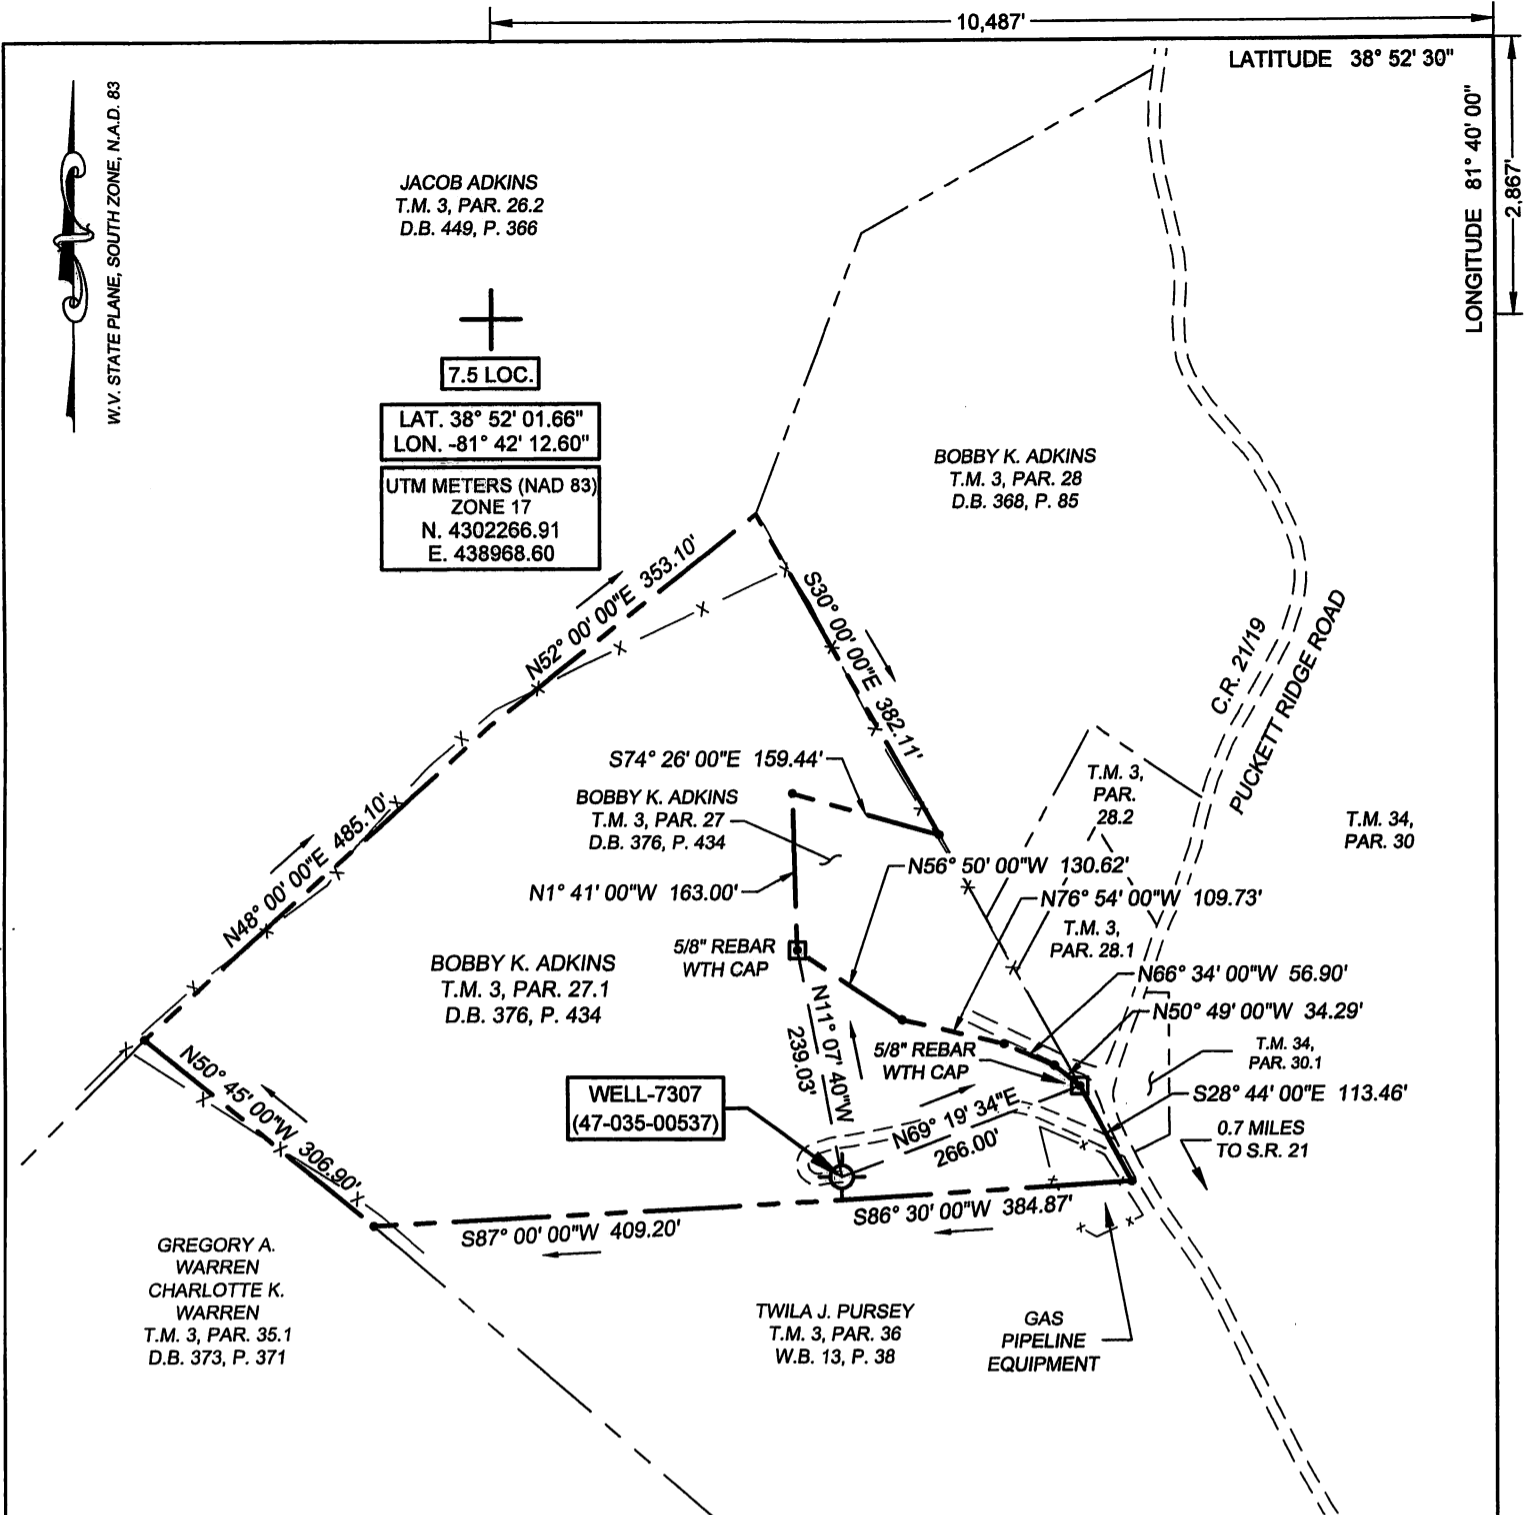 10,487'
LATITUDE 38° 52' 30"
LONGITUDE 81° 40' 00"
2,867'
W.V. STATE PLANE, SOUTH ZONE, N.A.D. 83
JACOB ADKINS
T.M. 3, PAR. 26.2
D.B. 449, P. 366
7.5 LOC.
LAT. 38° 52' 01.66"
LON. -81° 42' 12.60"
UTM METERS (NAD 83)
ZONE 17
N. 4302266.91
E. 438968.60
BOBBY K. ADKINS
T.M. 3, PAR. 28
D.B. 368, P. 85
N52° 00' 00"E 353.10'
S30° 00' 00"E 382.11'
C.R. 21/19
PUCKETT RIDGE ROAD
S74° 26' 00"E 159.44'
BOBBY K. ADKINS
T.M. 3, PAR. 27
D.B. 376, P. 434
T.M. 3,
PAR.
28.2
T.M. 34,
PAR. 30
N48° 00' 00"E 485.10'
N56° 50' 00"W 130.62'
N1° 41' 00"W 163.00'
N76° 54' 00"W 109.73'
T.M. 3,
PAR. 28.1
5/8" REBAR
WTH CAP
BOBBY K. ADKINS
T.M. 3, PAR. 27.1
D.B. 376, P. 434
N66° 34' 00"W 56.90'
N50° 49' 00"W 34.29'
N11° 07' 40"W
239.03'
5/8" REBAR
WTH CAP
T.M. 34,
PAR. 30.1
N50° 45' 00"W 306.90'
WELL-7307
(47-035-00537)
S28° 44' 00"E 113.46'
N69° 19' 34"E
266.00'
0.7 MILES
TO S.R. 21
S87° 00' 00"W 409.20'
S86° 30' 00"W 384.87'
GREGORY A.
WARREN
CHARLOTTE K.
WARREN
T.M. 3, PAR. 35.1
D.B. 373, P. 371
TWILA J. PURSEY
T.M. 3, PAR. 36
W.B. 13, P. 38
GAS
PIPELINE
EQUIPMENT